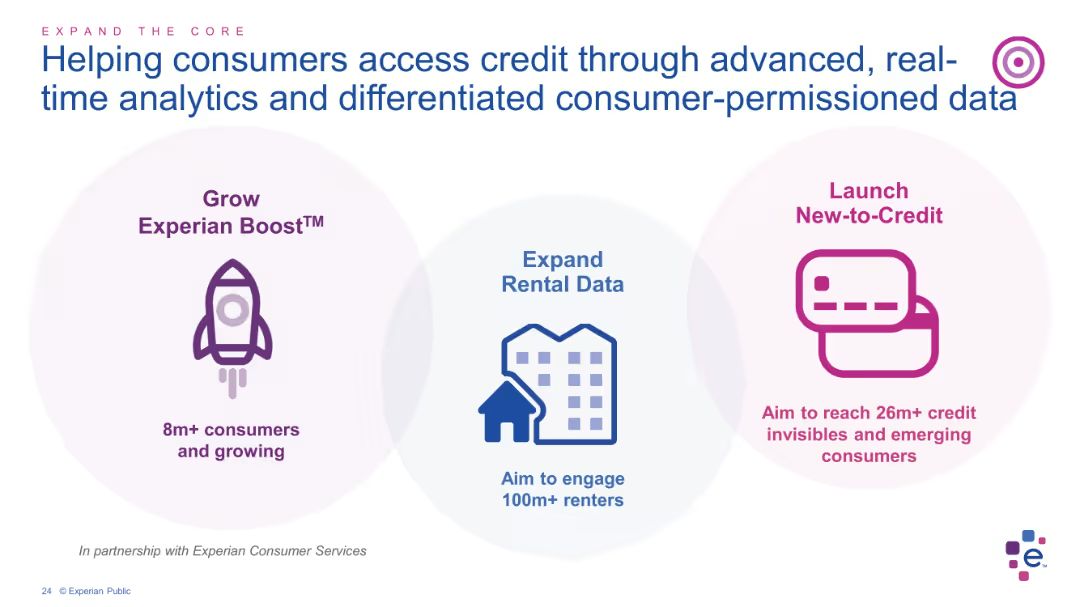 EXPAND THE CORE
Helping consumers access credit through advanced, real-
time analytics and differentiated consumer-permissioned data
Grow
Experian Boost™
8m+ consumers
and growing
Expand
Rental Data
Aim to engage
100m+ renters
Launch
New-to-Credit
Aim to reach 26m+ credit
invisibles and emerging
consumers
In partnership with Experian Consumer Services
e™
24 © Experian Public